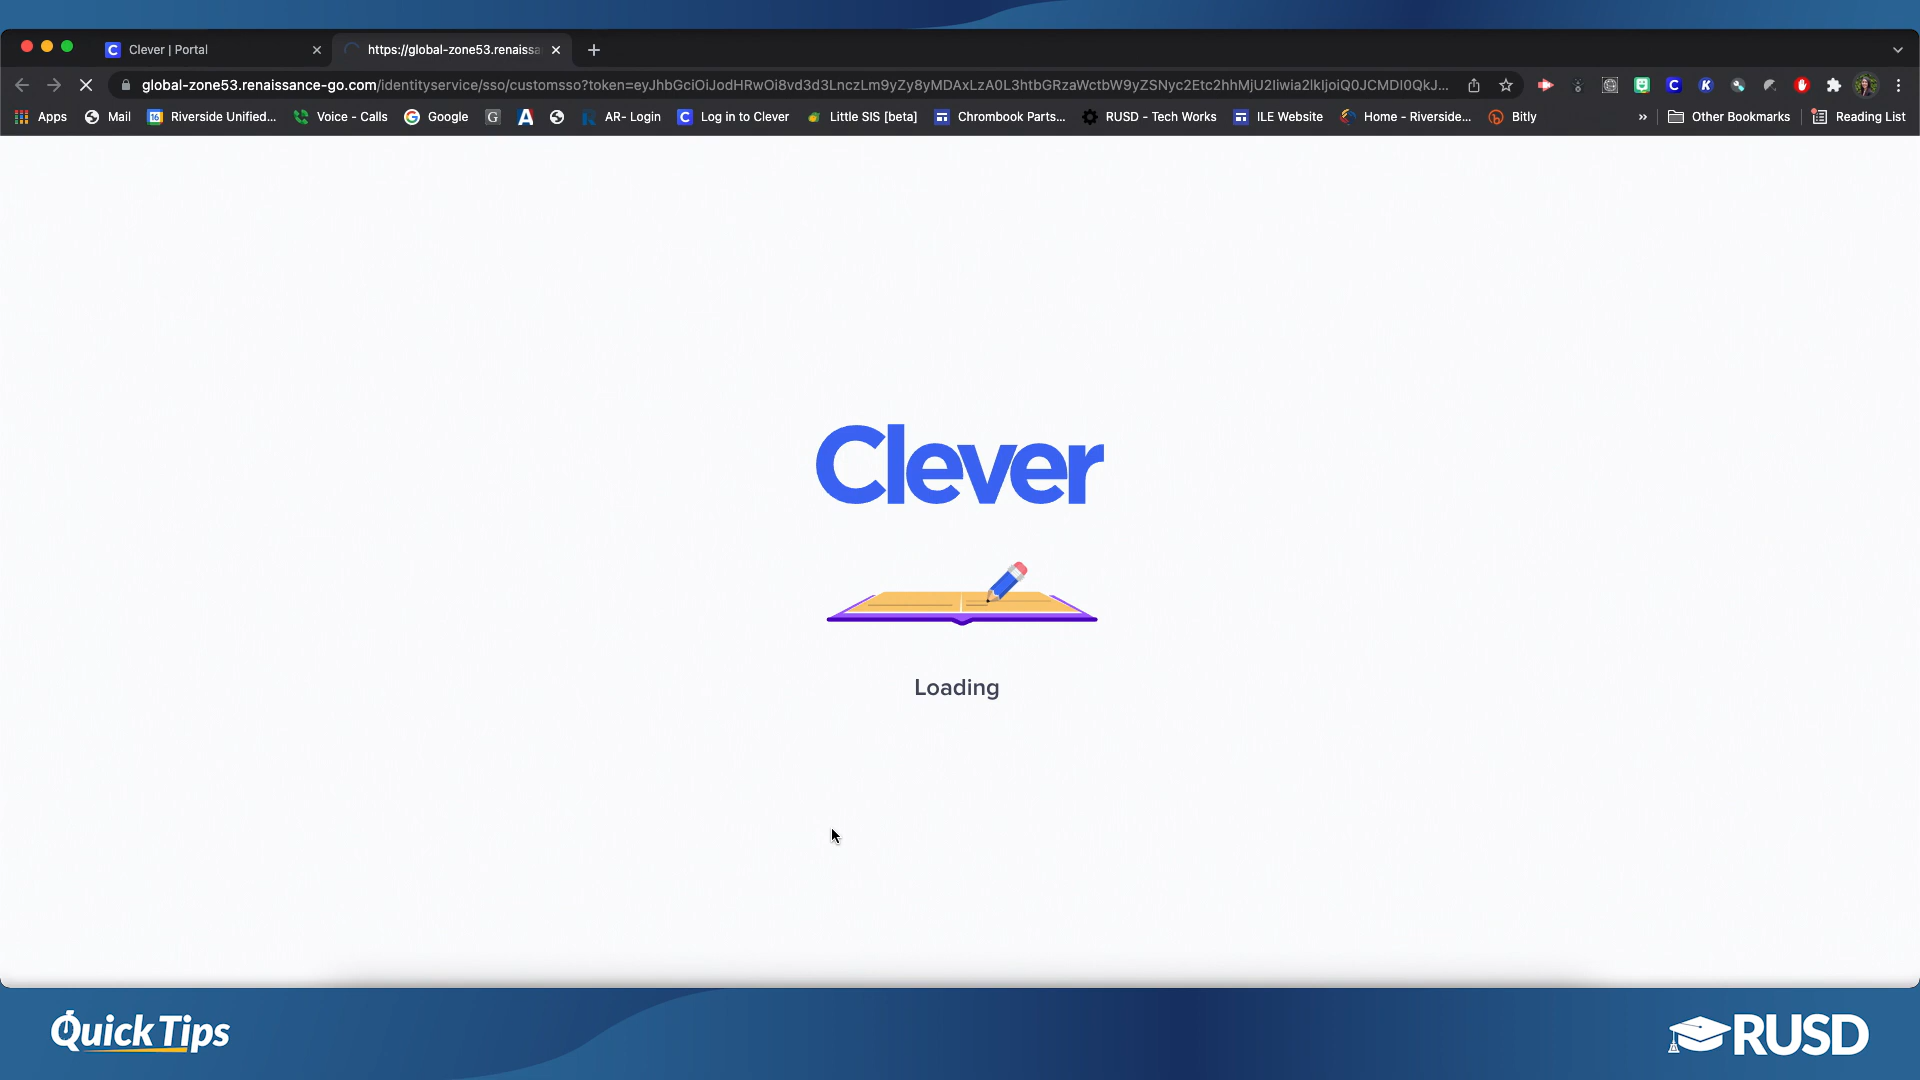 Clever | Portal
https://global-zone53.renaissa
global-zone53.renaissance-go.com/identityservice/sso/customsso?token=eyJhbGciOiJodHRwOi8vd3d3LnczLm9yZy8yMDAxLzA0L3htbGRzaWctbW9yZSNyc2Etc2hhMjU2Iiwia2lkIjoiQ0JCMDI0QkJ...
Apps
Mail
Riverside Unified...
Voice - Calls
Google
AR- Login
Log in to Clever
Little SIS [beta]
Chrombook Parts...
RUSD - Tech Works
ILE Website
Home - Riverside...
Bitly
»
Other Bookmarks
Reading List
Clever
Loading
Quick Tips
RUSD